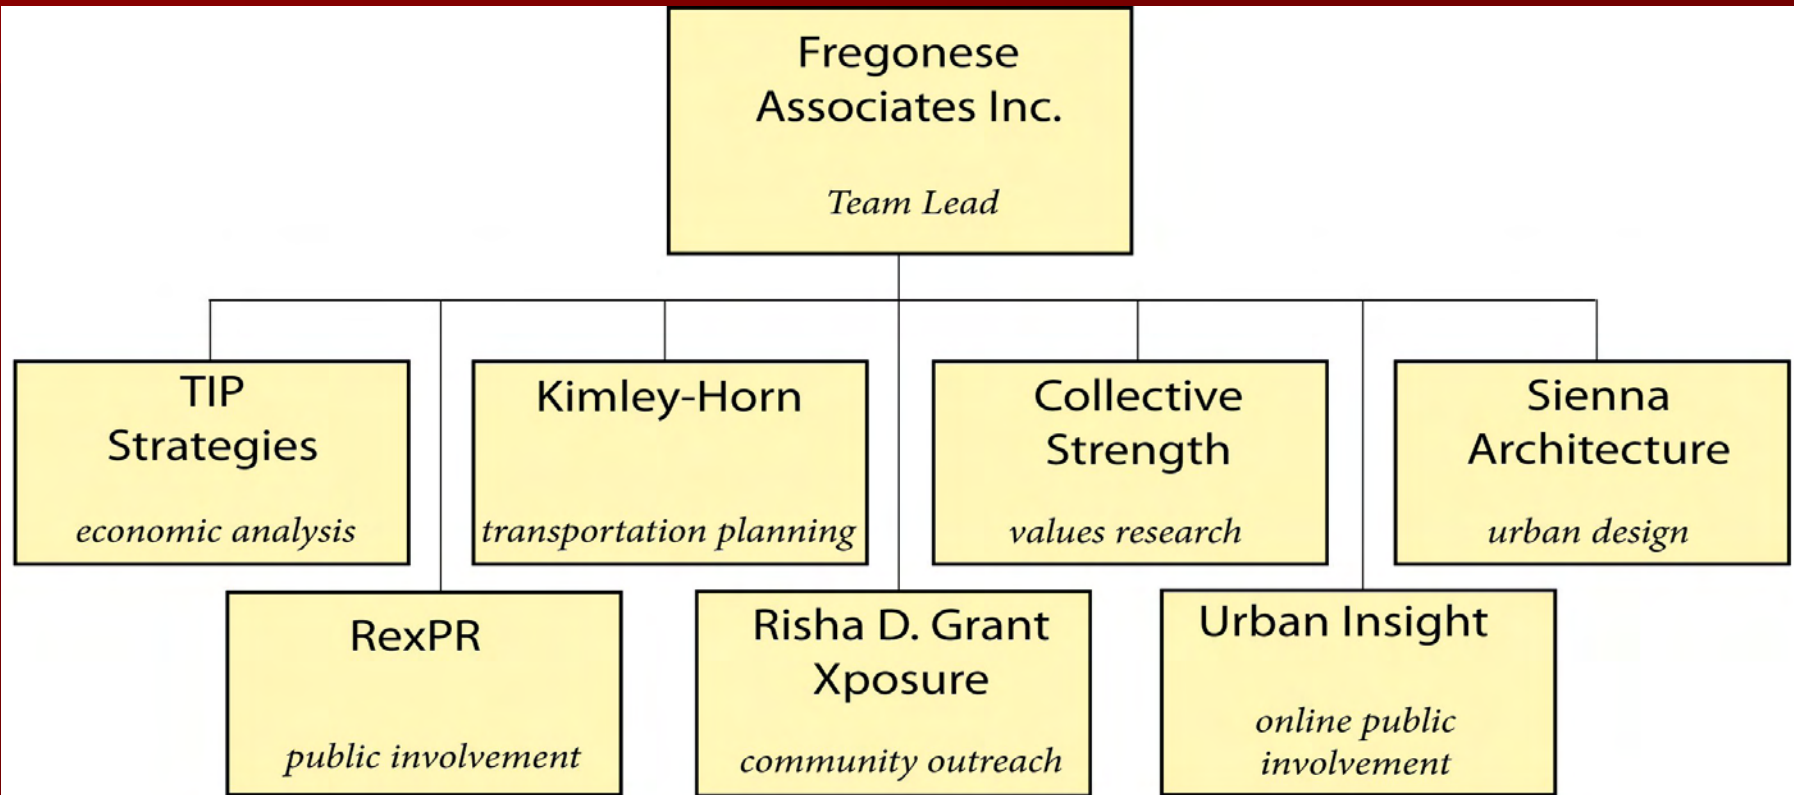 Fregonese
Associates Inc.
Team Lead
TIP
Strategies
economic analysis
Kimley-Horn
transportation planning
Collective
Strength
values research
Sienna
Architecture
urban design
RexPR
public involvement
Risha D. Grant
Xposure
community outreach
Urban Insight
online public
involvement